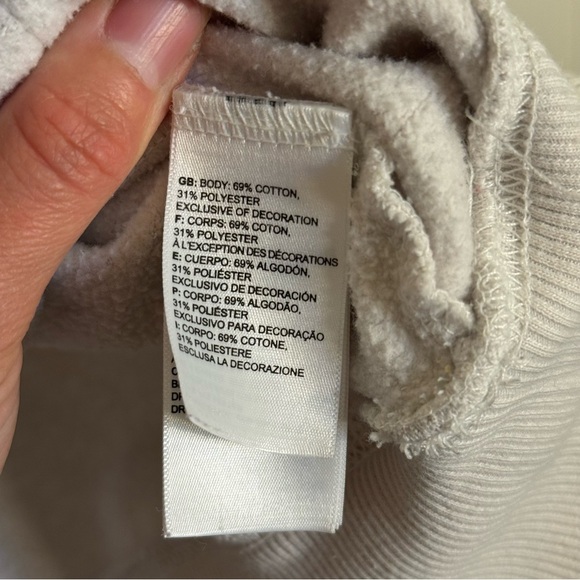 GB: BODY: 69% COTTON,
31% POLYESTER
EXCLUSIVE OF DECORATION
F: CORPS: 69% COTON,
31% POLYESTER
À L'EXCEPTION DES DÉCORATIONS
E: CUERPO: 69% ALGODÓN,
31% POLIÉSTER
EXCLUSIVO DE DECORACIÓN
P: CORPO: 69% ALGODÃO,
31% POLIÉSTER
EXCLUSIVO PARA DECORAÇÃO
I: CORPO: 69% COTONE,
31% POLIESTERE
ESCLUSA LA DECORAZIONE